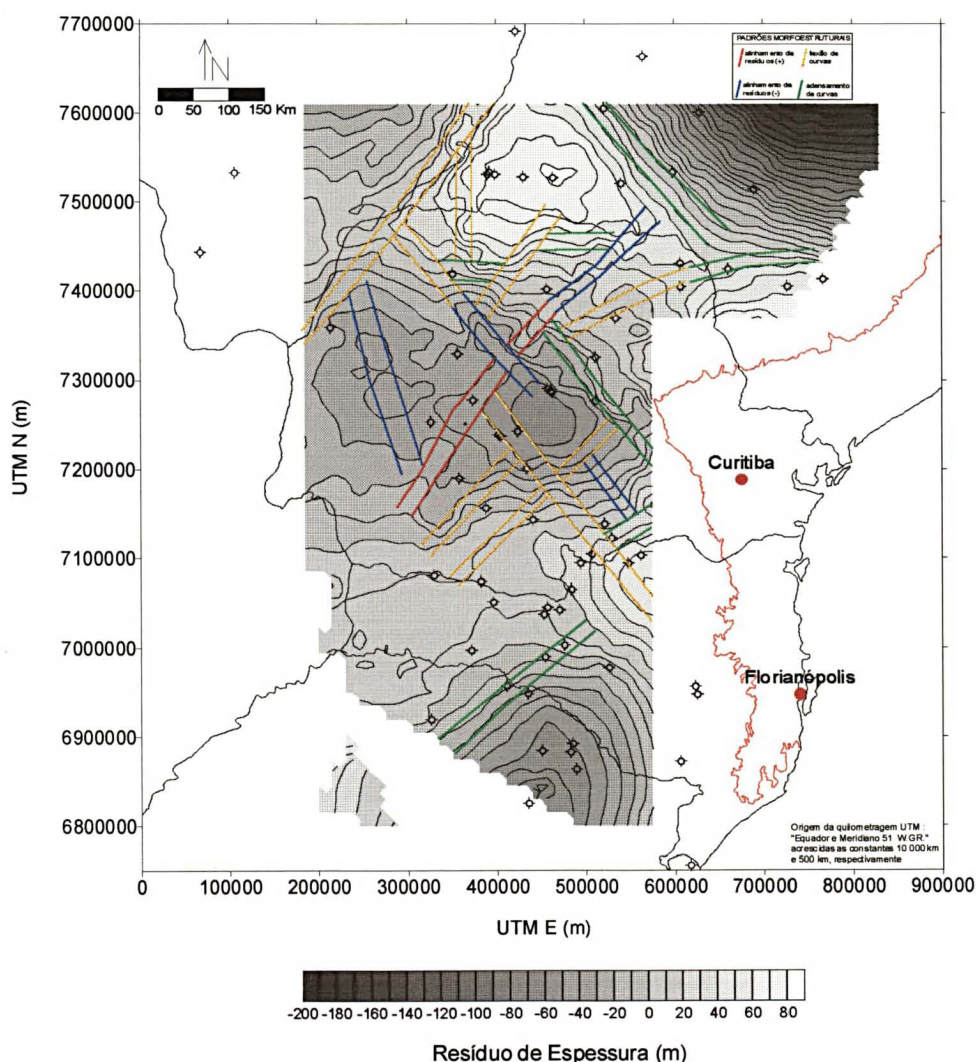 7700000
7600000
7500000
7400000
7300000
7200000
7100000
7000000
6900000
6800000
UTM N (m)
N
0 50 100 150 Km
PADRÕES MORFOESTRUTURAIS
alinhamento de
resíduos (+)
flexão de
curvas
alinhamento de
resíduos (-)
adensamento
de curvas
Curitiba
Florianópolis
Origem da quilometragem UTM :
"Equador e Meridiano 51 W.GR."
acrescidas as constantes 10 000 km
e 500 km, respectivamente
0 100000 200000 300000 400000 500000 600000 700000 800000 900000
UTM E (m)
-200 -180 -160 -140 -120 -100 -80 -60 -40 -20 0 20 40 60 80
Resíduo de Espessura (m)